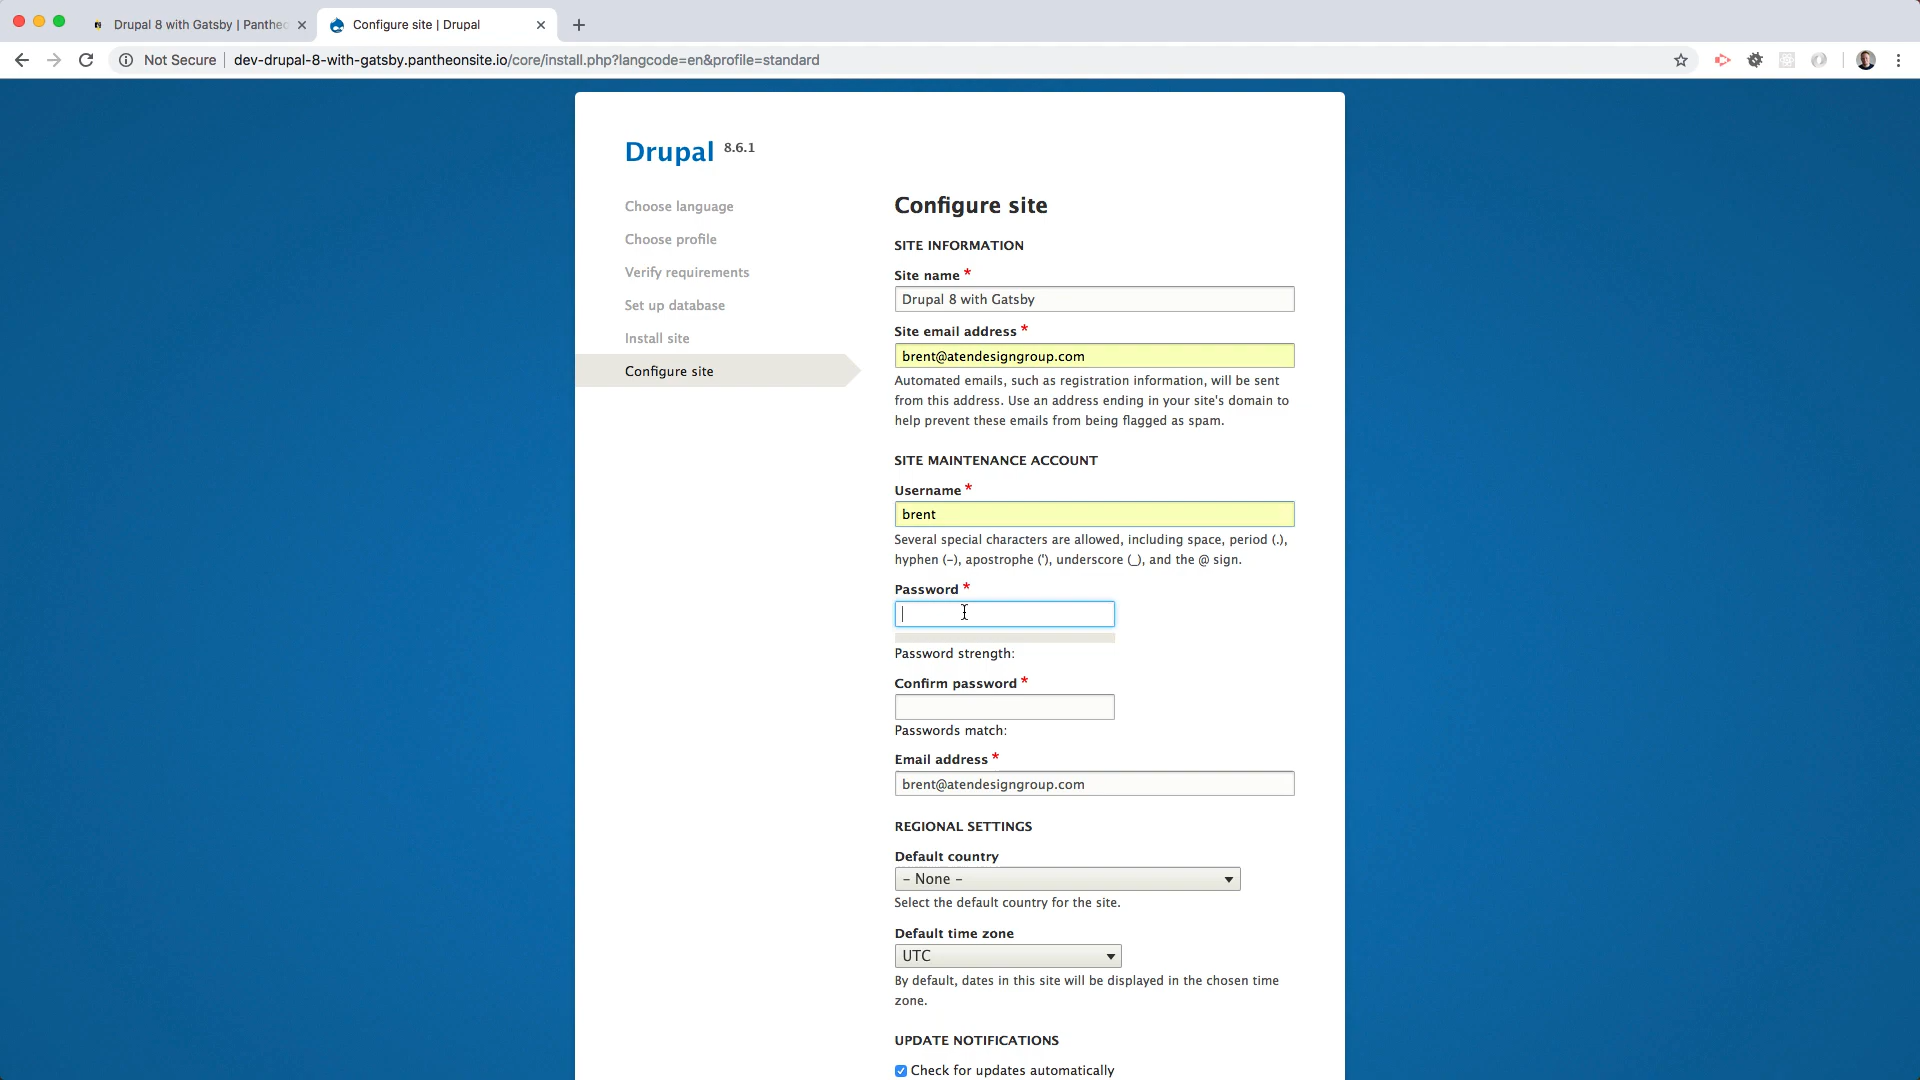 Drupal 8 with Gatsby | Panthe
Configure site | Drupal
Not Secure
dev-drupal-8-with-gatsby.pantheonsite.io/core/install.php?langcode=en&profile=standard
Drupal 8.6.1
Choose language
Choose profile
Verify requirements
Set up database
Install site
Configure site
Configure site
SITE INFORMATION
Site name *
Drupal 8 with Gatsby
Site email address *
brent@atendesigngroup.com
Automated emails, such as registration information, will be sent
from this address. Use an address ending in your site's domain to
help prevent these emails from being flagged as spam.
SITE MAINTENANCE ACCOUNT
Username *
brent
Several special characters are allowed, including space, period (.),
hyphen (-), apostrophe ('), underscore (_), and the @ sign.
Password *
Password strength:
Confirm password *
Passwords match:
Email address *
brent@atendesigngroup.com
REGIONAL SETTINGS
Default country
- None -
Select the default country for the site.
Default time zone
UTC
By default, dates in this site will be displayed in the chosen time
zone.
UPDATE NOTIFICATIONS
Check for updates automatically